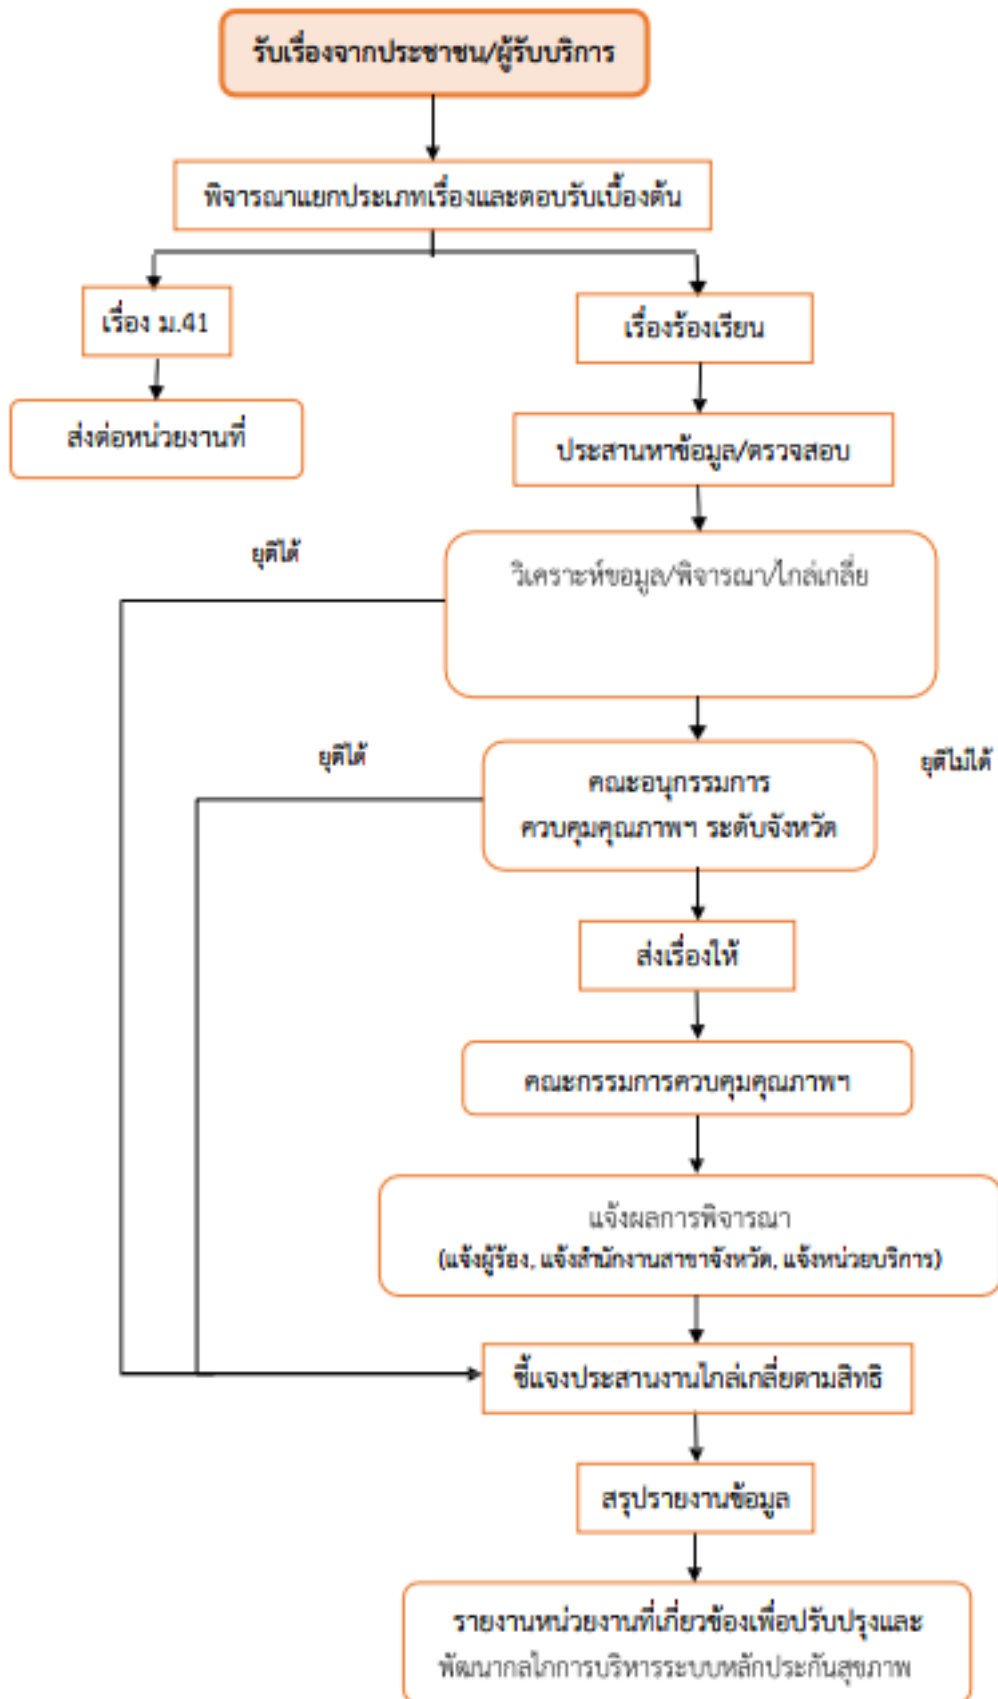 รับเรื่องจากประชาชน/ผู้รับบริการ
พิจารณาแยกประเภทเรื่องและตอบรับเบื้องต้น
เรื่อง ม.41
เรื่องร้องเรียน
ส่งต่อหน่วยงานที่
ประสานหาข้อมูล/ตรวจสอบ
ยุติได้
วิเคราะห์ขอมูล/พิจารณา/ไกล่เกลี่ย
ยุติได้
ยุติไม่ได้
คณะอนุกรรมการ
ควบคุมคุณภาพฯ ระดับจังหวัด
ส่งเรื่องให้
คณะกรรมการควบคุมคุณภาพฯ
แจ้งผลการพิจารณา
(แจ้งผู้ร้อง, แจ้งสำนักงานสาขาจังหวัด, แจ้งหน่วยบริการ)
ชี้แจงประสานงานไกล่เกลี่ยตามสิทธิ
สรุปรายงานข้อมูล
รายงานหน่วยงานที่เกี่ยวข้องเพื่อปรับปรุงและ
พัฒนากลไกการบริหารระบบหลักประกันสุขภาพ